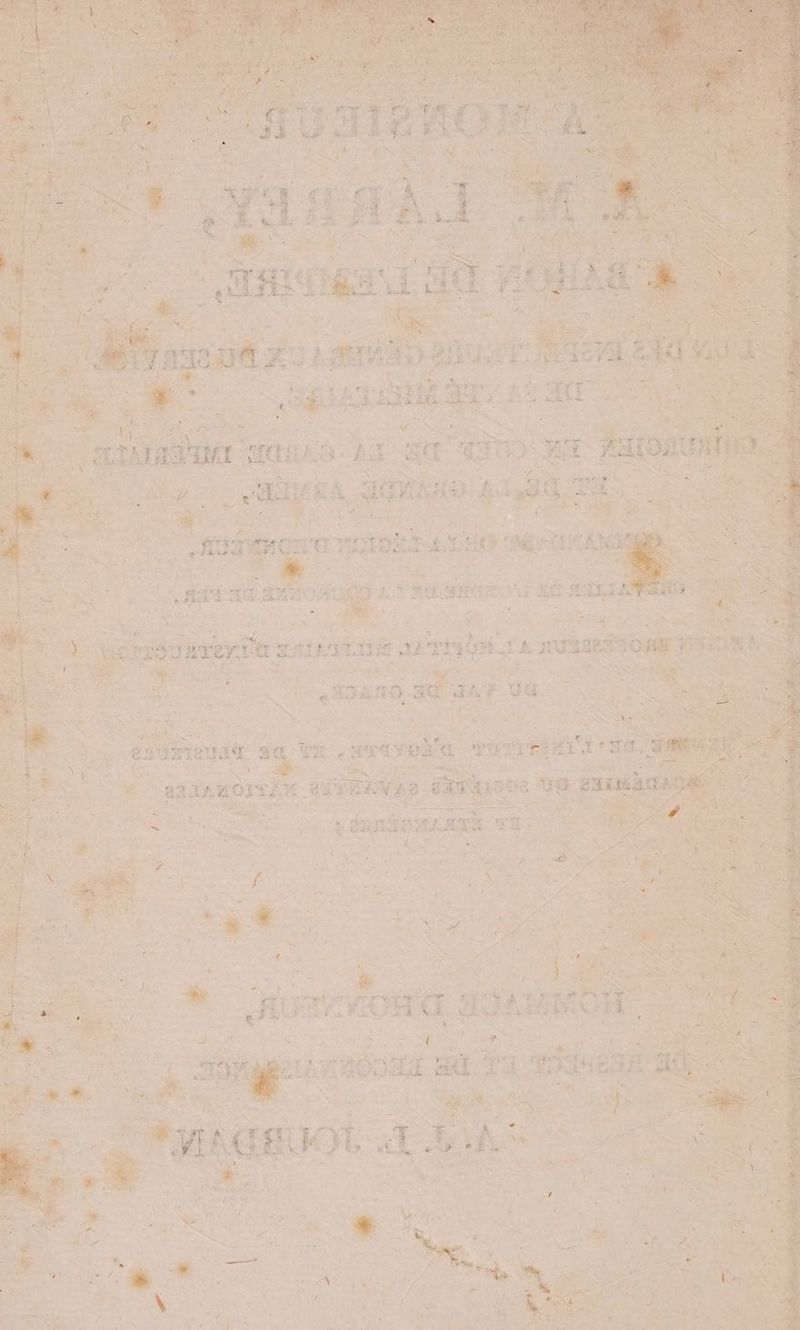 A MONSIEUR
M. LARREY,
BARON DE L'EMPIRE,
L'UN DES GÉNÉRAUX DU
DE SANTÉ MILITAIRE,
CHIRURGIEN EN CHEF DE LA GARDE IMPÉRIALE
ET DE LA GRANDE ARMÉE,
COMMANDANT DE LA LÉGION D'HONNEUR,
CHEVALIER DE DE LA COURONNE DE FER,
ANCIEN PROFESSEUR A L'HÔPITAL MILITAIRE D'INSTRUCTION
DU VAL DE GRACE,
MEMBRE DE L'INSTITUT D'ÉGYPTE, ET DE PLUSIEURS
ACADÉMIES OU SOCIÉTÉS SAVANTES NATIONALES
ET ÉTRANGÈRES;
HOMMAGE D'HONNEUR,
DE RESPECT ET DE RECONNAISSANCE.
A. J. L. JOURDAN.